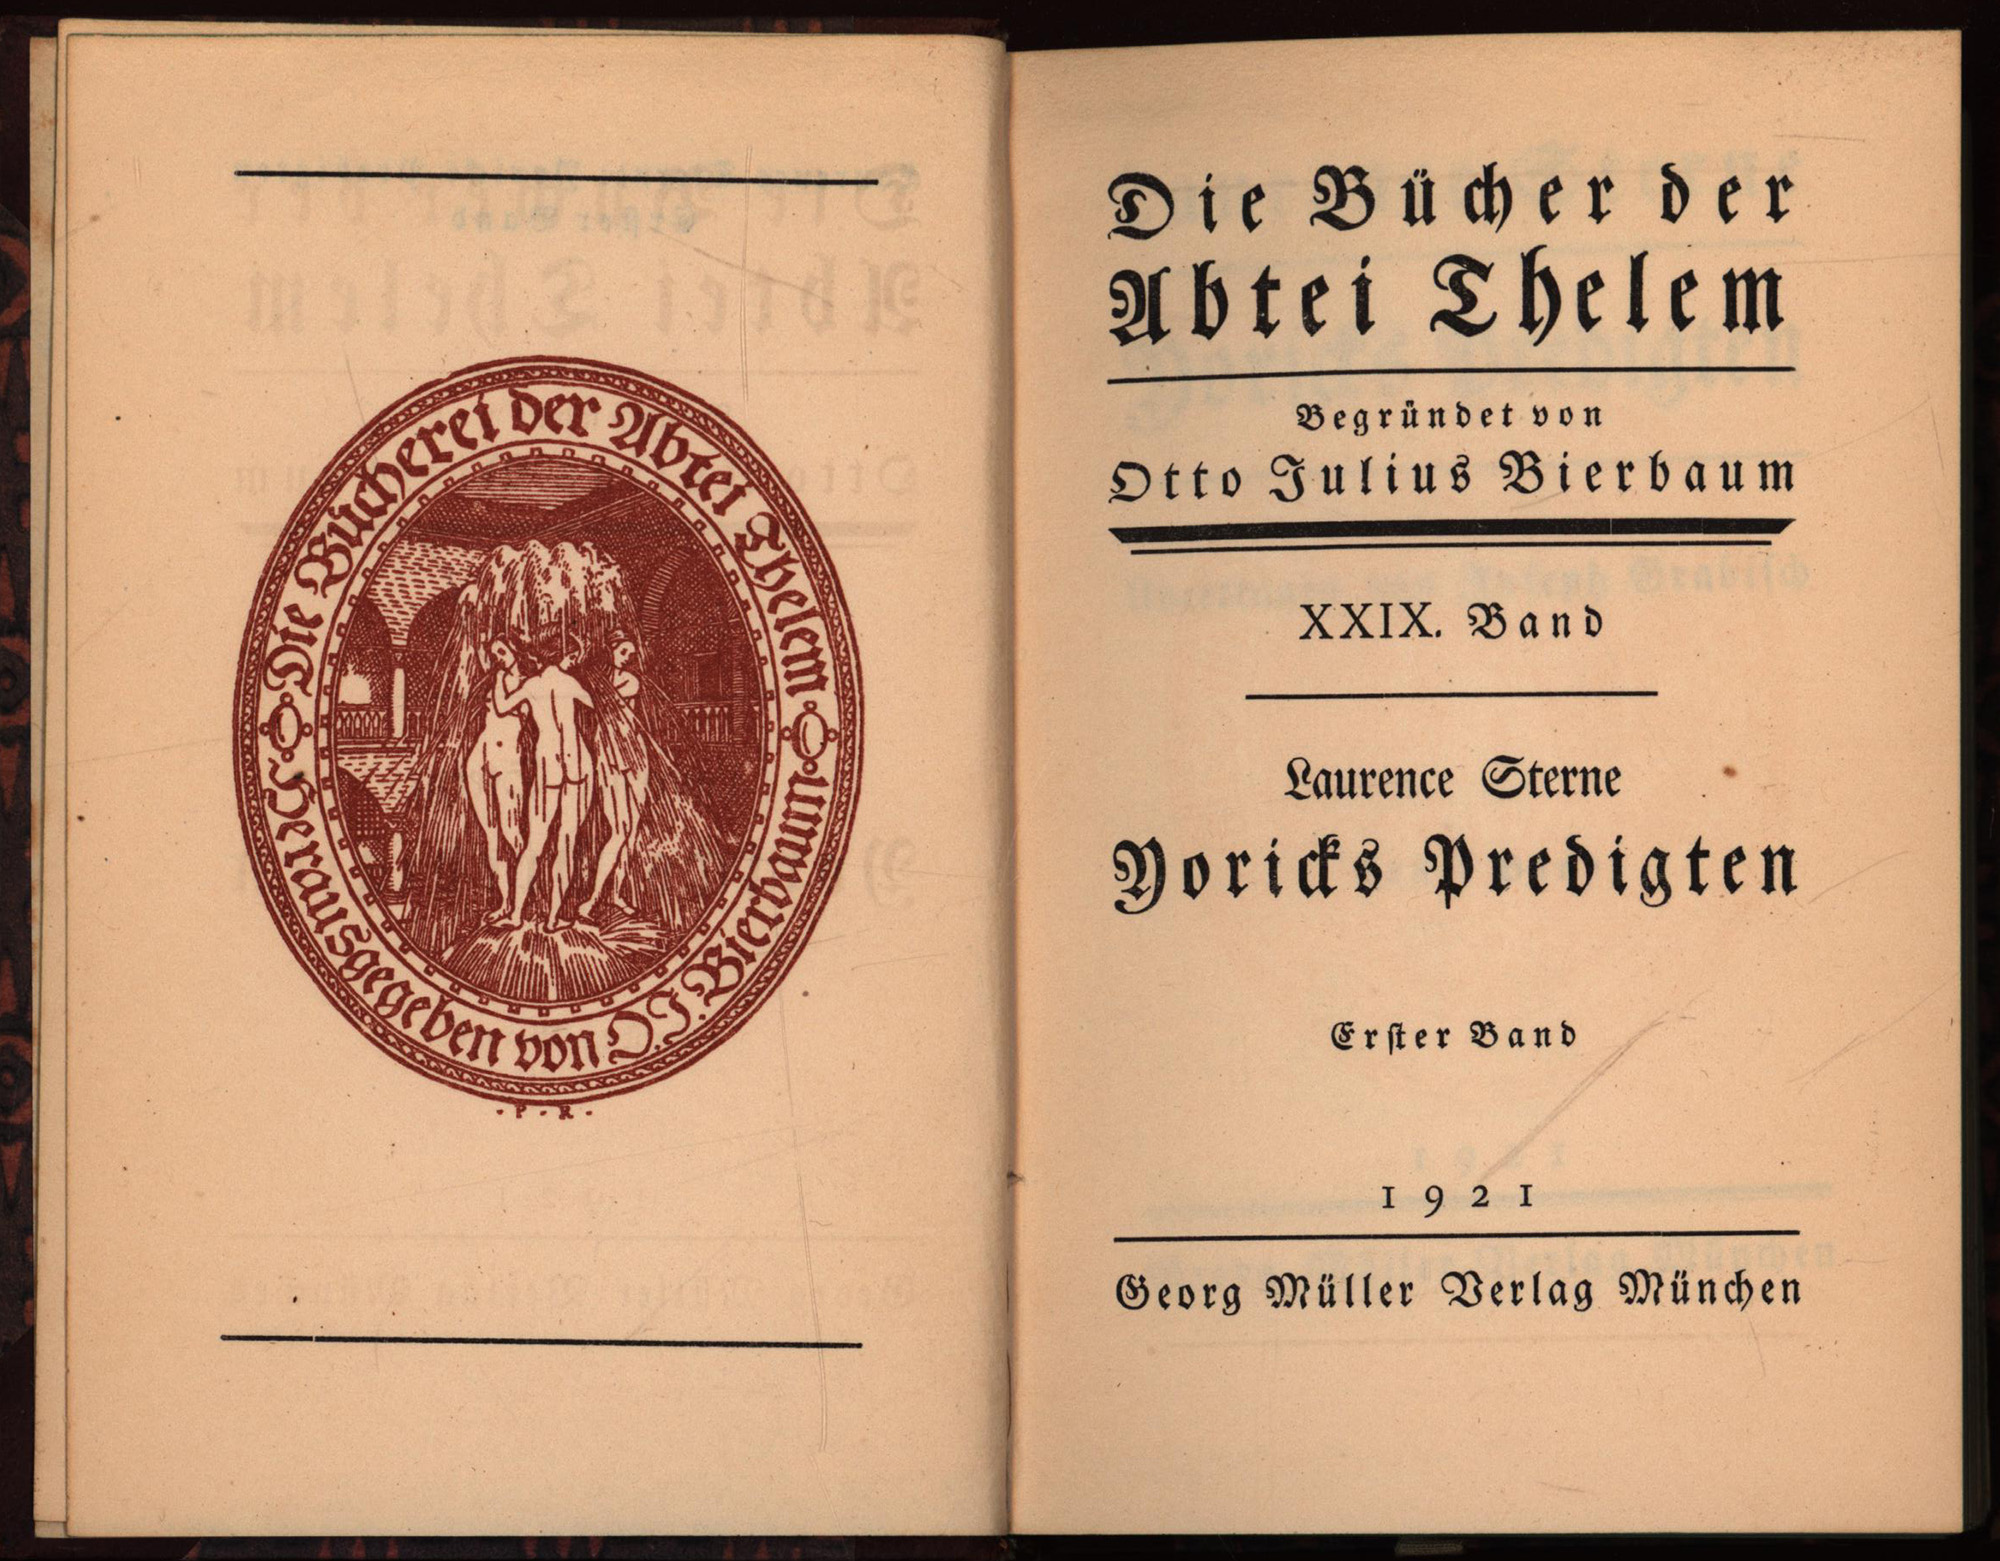 Die Bücherei der Abtei Thelem
Herausgegeben von O. J. Bierbaum
· P · R ·
Die Bücher der
Abtei Thelem
Begründet von
Otto Julius Bierbaum
XXIX. Band
Laurence Sterne
Yoricks Predigten
Erſter Band
1921
Georg Müller Verlag München